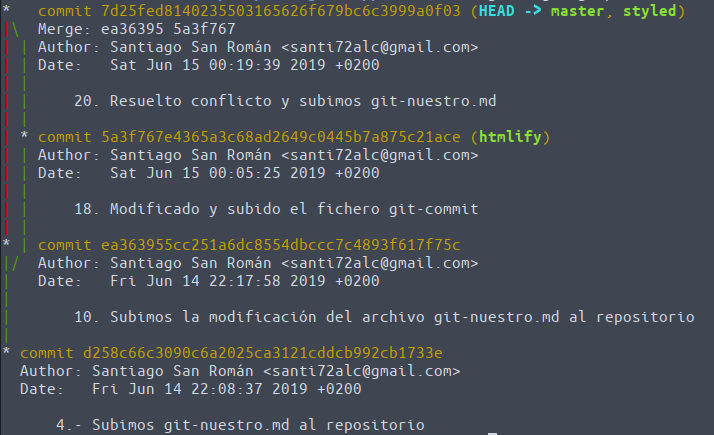 * commit 7d25fed8140235503165626f679bc6c3999a0f03 (HEAD -> master, styled)
|\ Merge: ea36395 5a3f767
| | Author: Santiago San Román <santi72alc@gmail.com>
| | Date: Sat Jun 15 00:19:39 2019 +0200
| |
| | 20. Resuelto conflicto y subimos git-nuestro.md
| |
| * commit 5a3f767e4365a3c68ad2649c0445b7a875c21ace (htmlify)
| | Author: Santiago San Román <santi72alc@gmail.com>
| | Date: Sat Jun 15 00:05:25 2019 +0200
| |
| | 18. Modificado y subido el fichero git-commit
| |
* | commit ea363955cc251a6dc8554dbccc7c4893f617f75c
|/ Author: Santiago San Román <santi72alc@gmail.com>
| Date: Fri Jun 14 22:17:58 2019 +0200
|
| 10. Subimos la modificación del archivo git-nuestro.md al repositorio
|
* commit d258c66c3090c6a2025ca3121cddcb992cb1733e
Author: Santiago San Román <santi72alc@gmail.com>
Date: Fri Jun 14 22:08:37 2019 +0200
4.- Subimos git-nuestro.md al repositorio